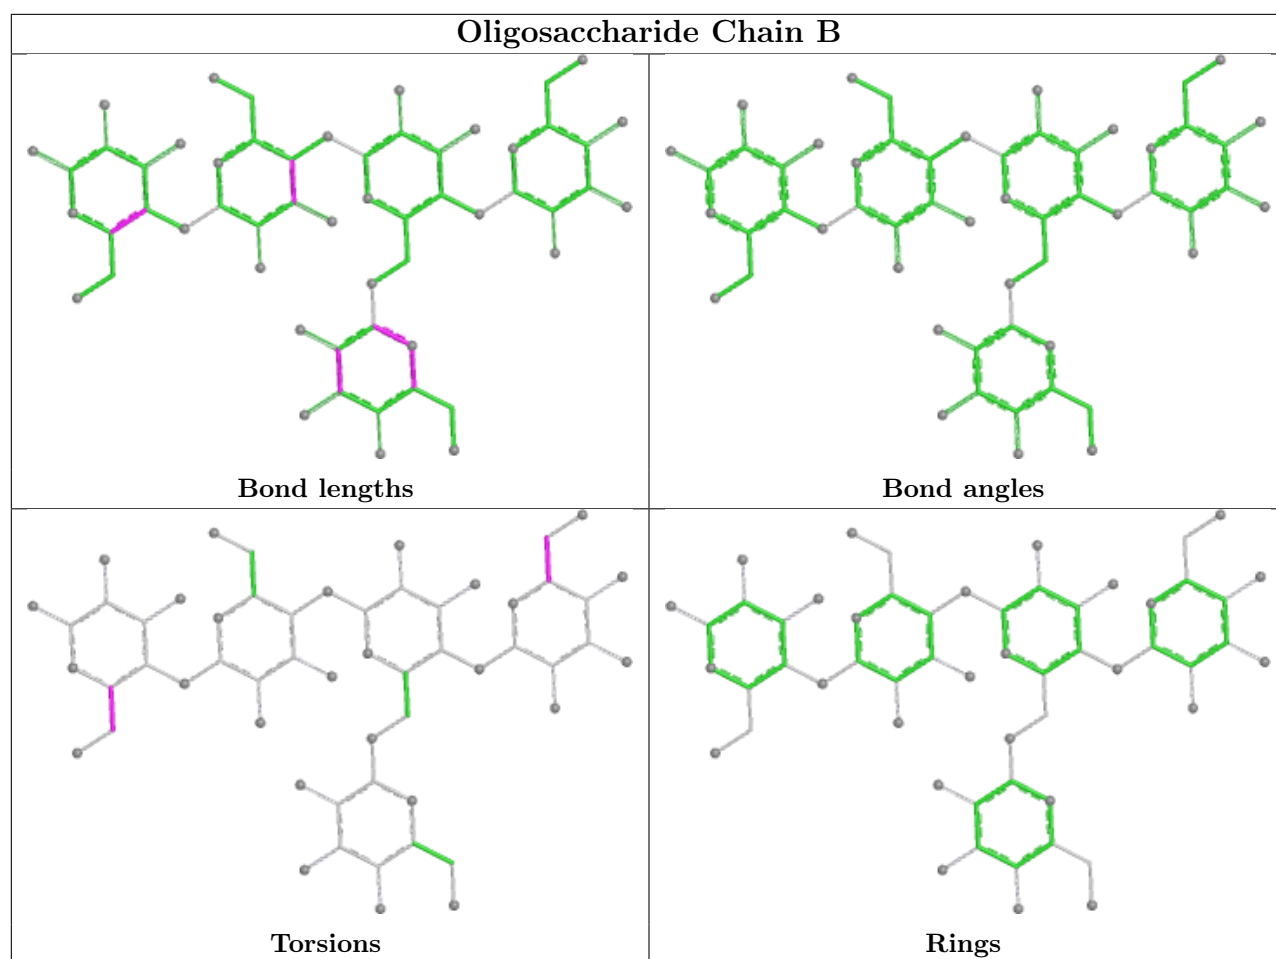 Oligosaccharide Chain B
Bond lengths
Bond angles
Torsions
Rings